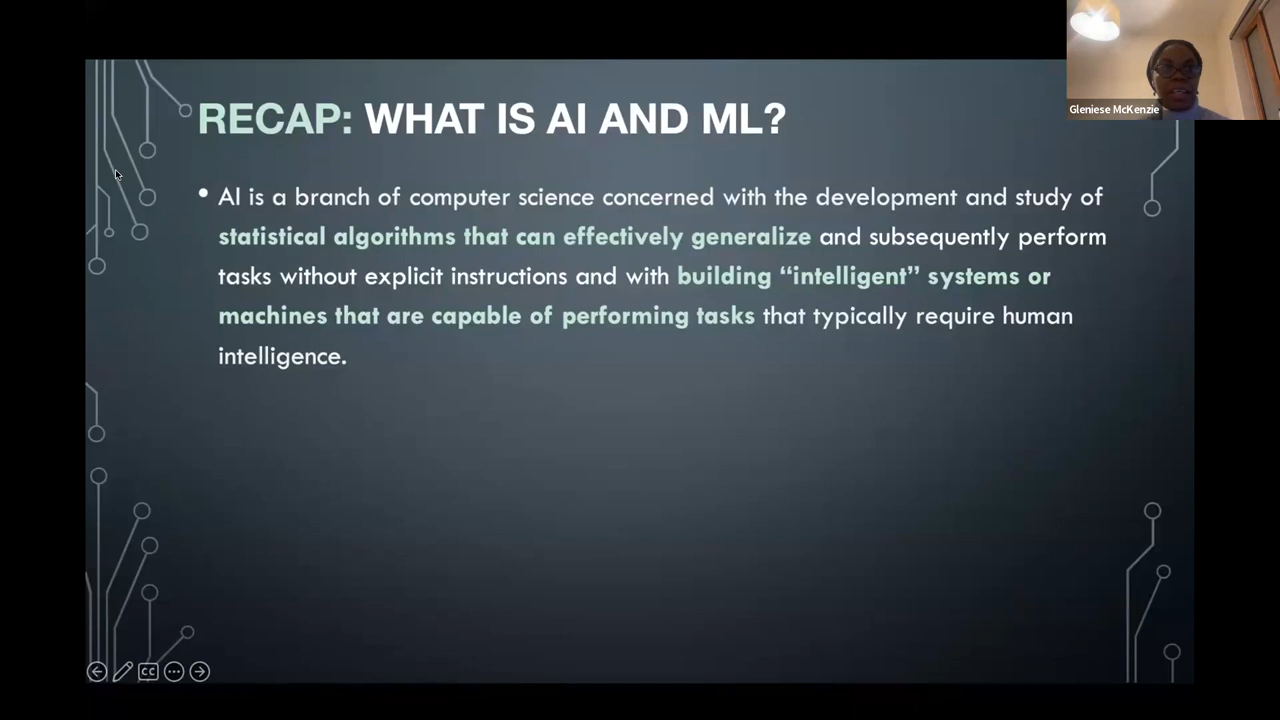 Gleniese McKenzie
RECAP: WHAT IS AI AND ML?
• AI is a branch of computer science concerned with the development and study of
statistical algorithms that can effectively generalize and subsequently perform
tasks without explicit instructions and with building “intelligent” systems or
machines that are capable of performing tasks that typically require human
intelligence.
CC